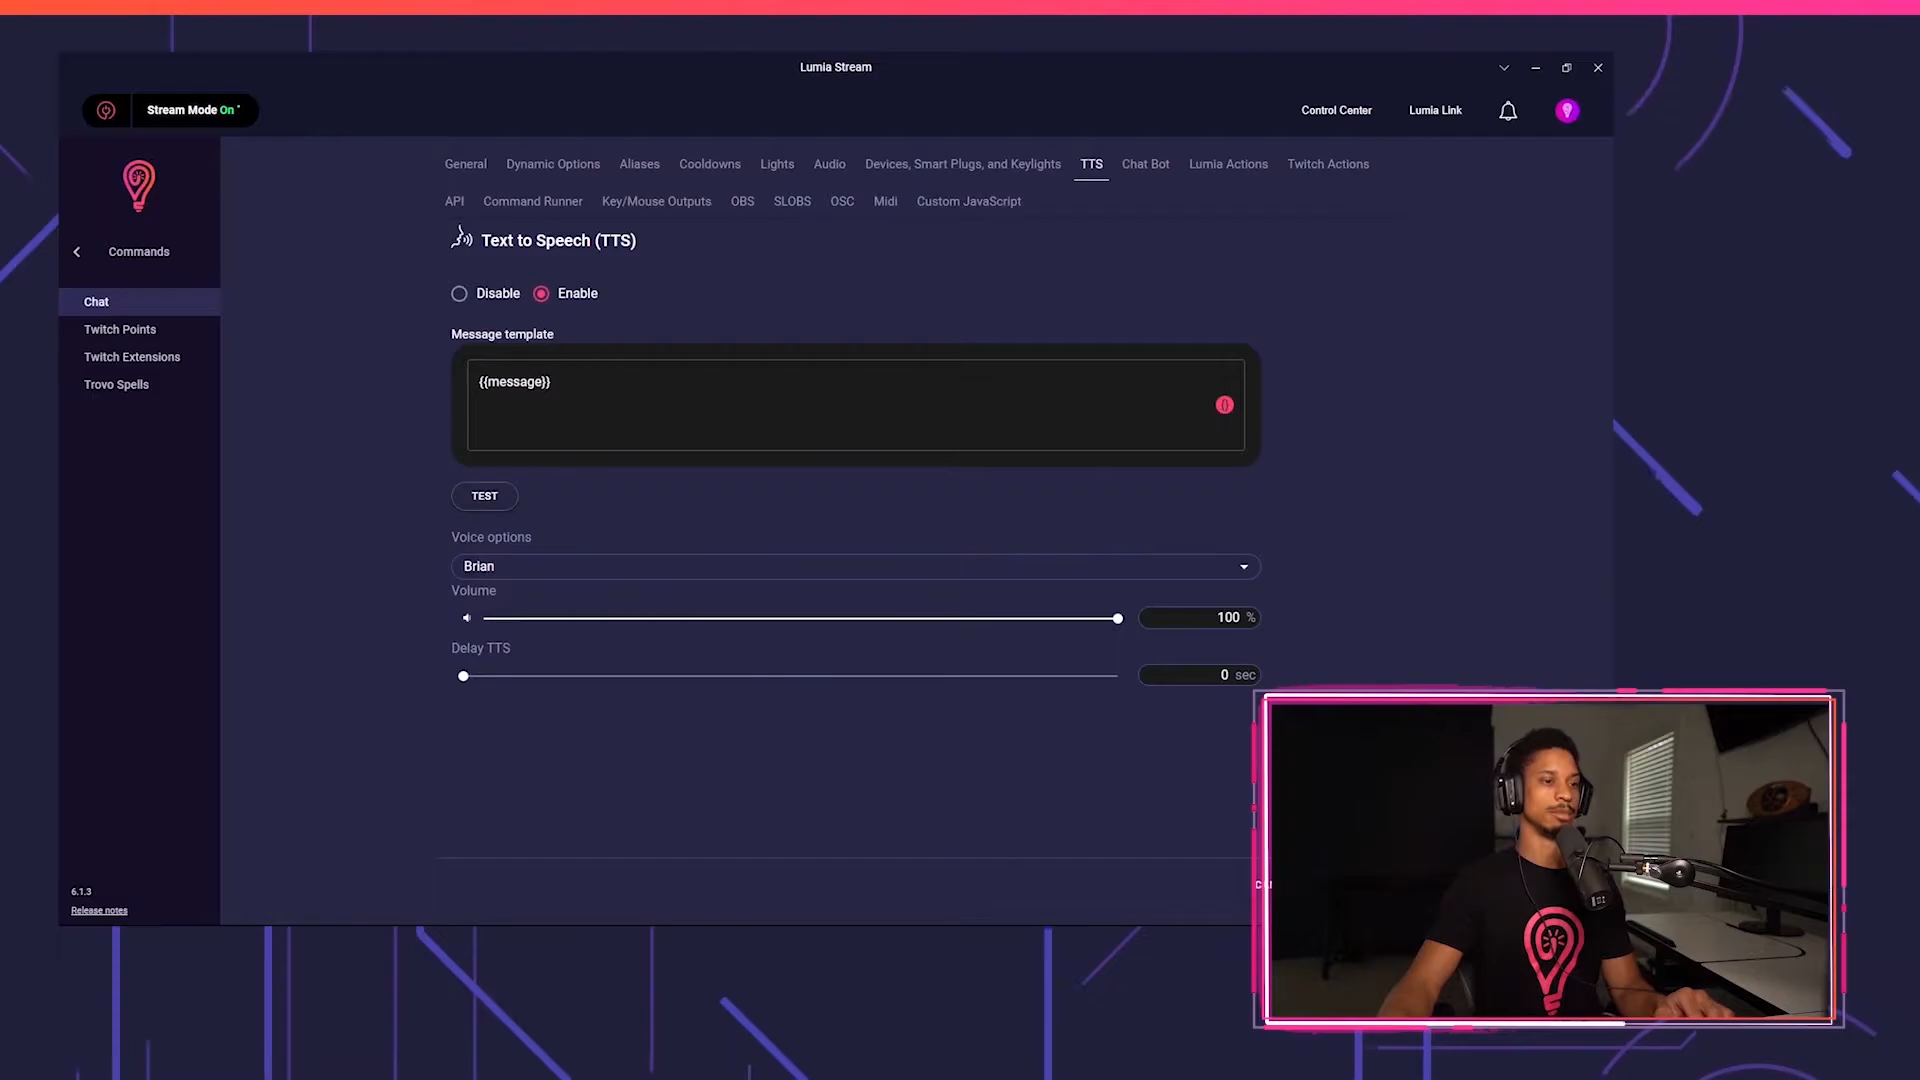 Lumia Stream
Stream Mode On
Control Center
Lumia Link
General
Dynamic Options
Aliases
Cooldowns
Lights
Audio
Devices, Smart Plugs, and Keylights
TTS
Chat Bot
Lumia Actions
Twitch Actions
API
Command Runner
Key/Mouse Outputs
OBS
SLOBS
OSC
Midi
Custom JavaScript
Commands
Chat
Twitch Points
Twitch Extensions
Trovo Spells
Text to Speech (TTS)
Disable
Enable
Message template
{{message}}
TEST
Voice options
Brian
Volume
100 %
Delay TTS
0 sec
6.1.3
Release notes